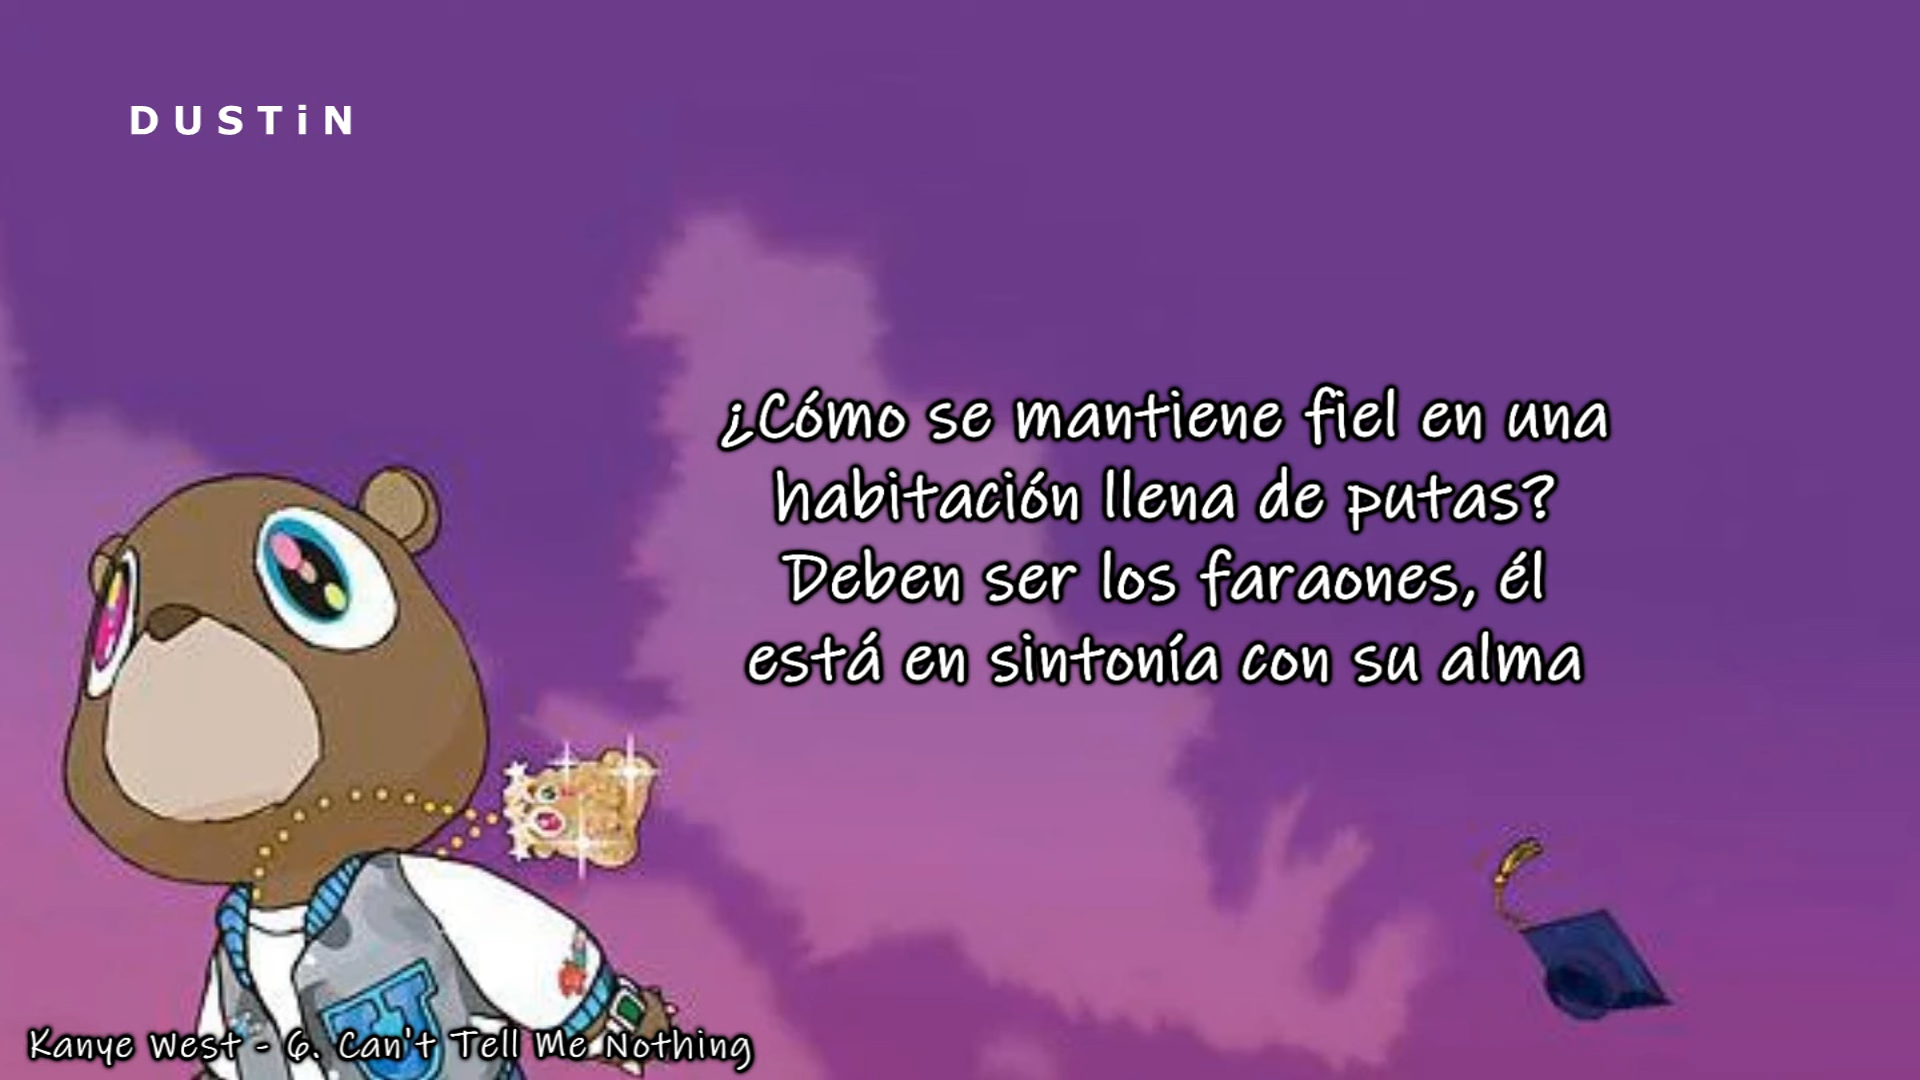 DUSTiN
¿Cómo se mantiene fiel en una
habitación llena de putas?
Deben ser los faraones, él
está en sintonía con su alma
Kanye West - 6. Can't Tell Me Nothing